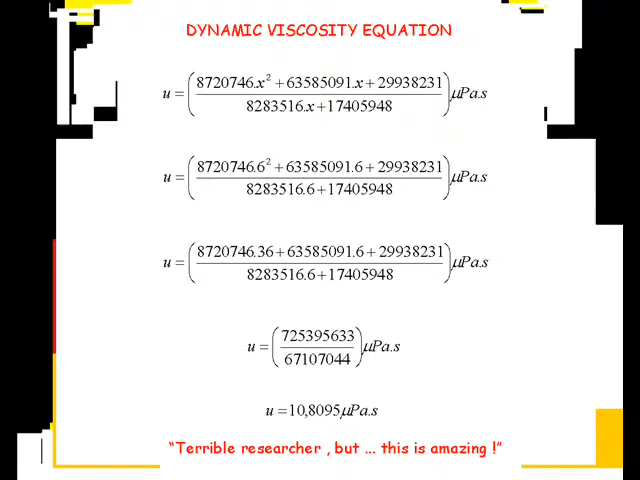 DYNAMIC VISCOSITY EQUATION
u = (8720746.x² + 63585091.x + 29938231 / 8283516.x + 17405948) μPa.s
u = (8720746.6² + 63585091.6 + 29938231 / 8283516.6 + 17405948) μPa.s
u = (8720746.36 + 63585091.6 + 29938231 / 8283516.6 + 17405948) μPa.s
u = (725395633 / 67107044) μPa.s
u = 10,8095 μPa.s
“Terrible researcher , but ... this is amazing !”